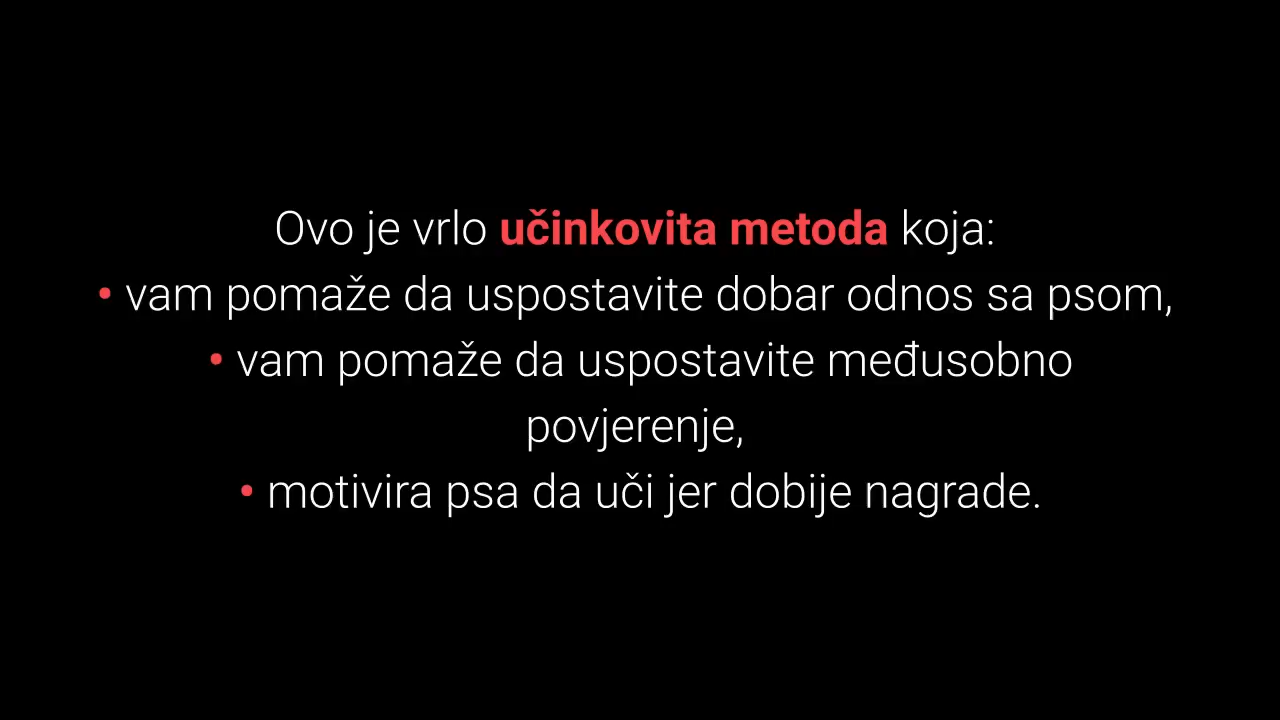 Ovo je vrlo učinkovita metoda koja:
• vam pomaže da uspostavite dobar odnos sa psom,
• vam pomaže da uspostavite međusobno
povjerenje,
• motivira psa da uči jer dobije nagrade.